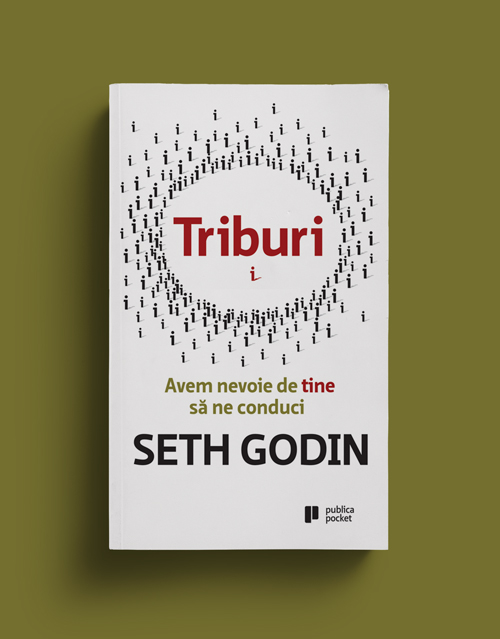 Triburi
i
Avem nevoie de tine
să ne conduci
SETH GODIN
publica
pocket